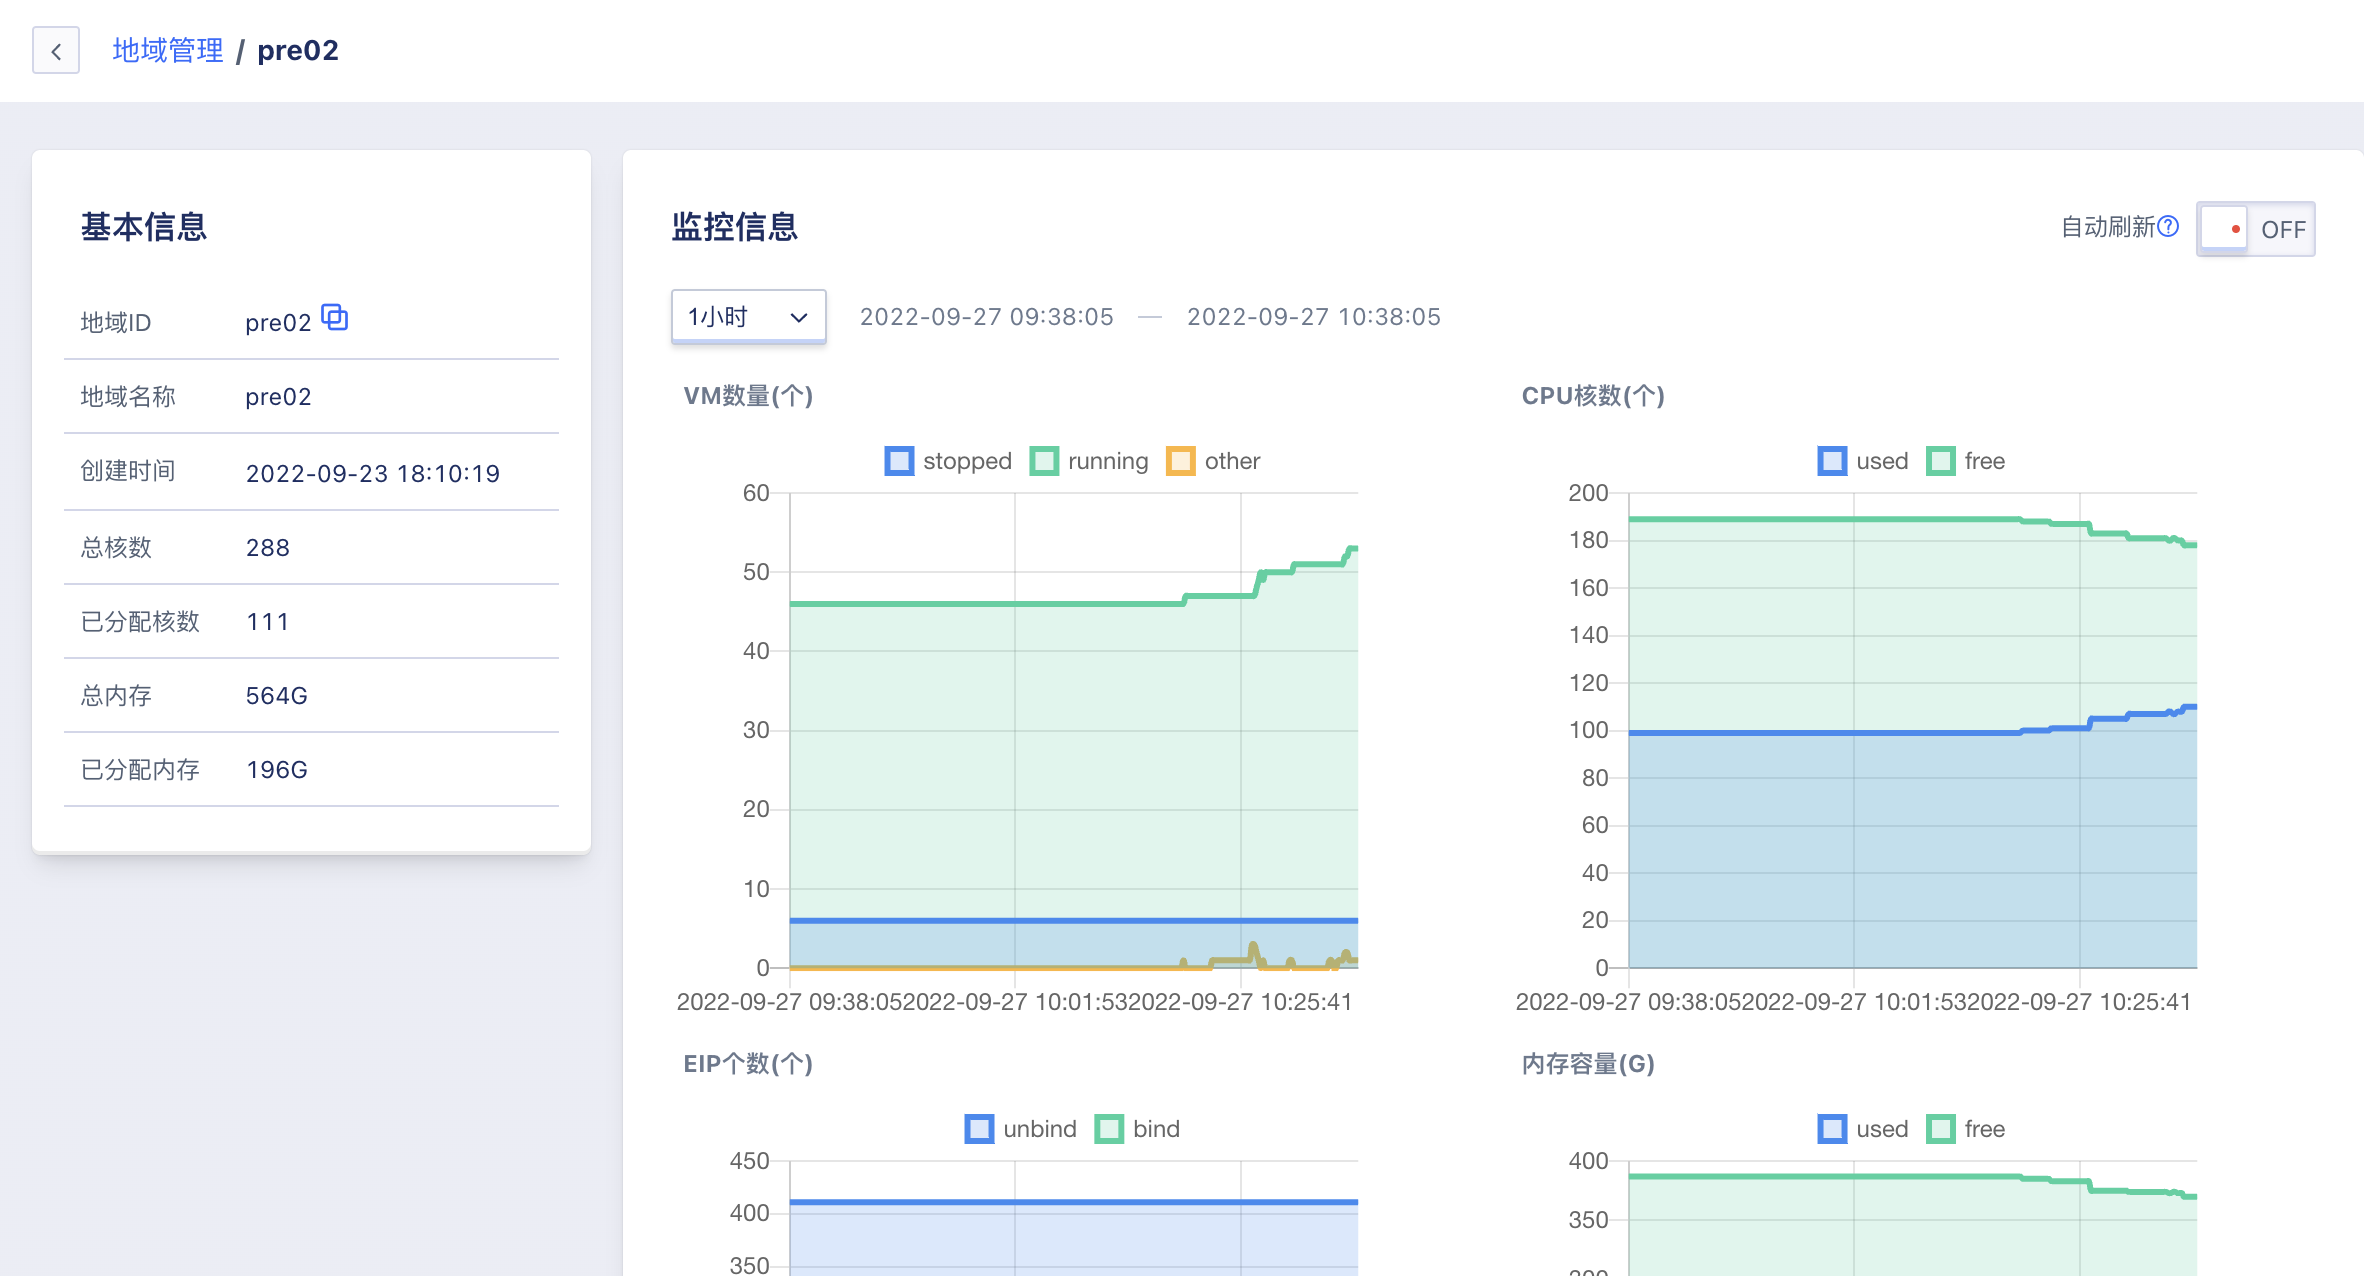 地域管理 / pre02
基本信息
地域ID pre02
地域名称 pre02
创建时间 2022-09-23 18:10:19
总核数 288
已分配核数 111
总内存 564G
已分配内存 196G
监控信息
自动刷新 OFF
1小时 2022-09-27 09:38:05 — 2022-09-27 10:38:05
VM数量(个)
stopped running other
60
50
40
30
20
10
0
2022-09-27 09:38:05 2022-09-27 10:01:53 2022-09-27 10:25:41
CPU核数(个)
used free
200
180
160
140
120
100
80
60
40
20
0
2022-09-27 09:38:05 2022-09-27 10:01:53 2022-09-27 10:25:41
EIP个数(个)
unbind bind
450
400
350
内存容量(G)
used free
400
350